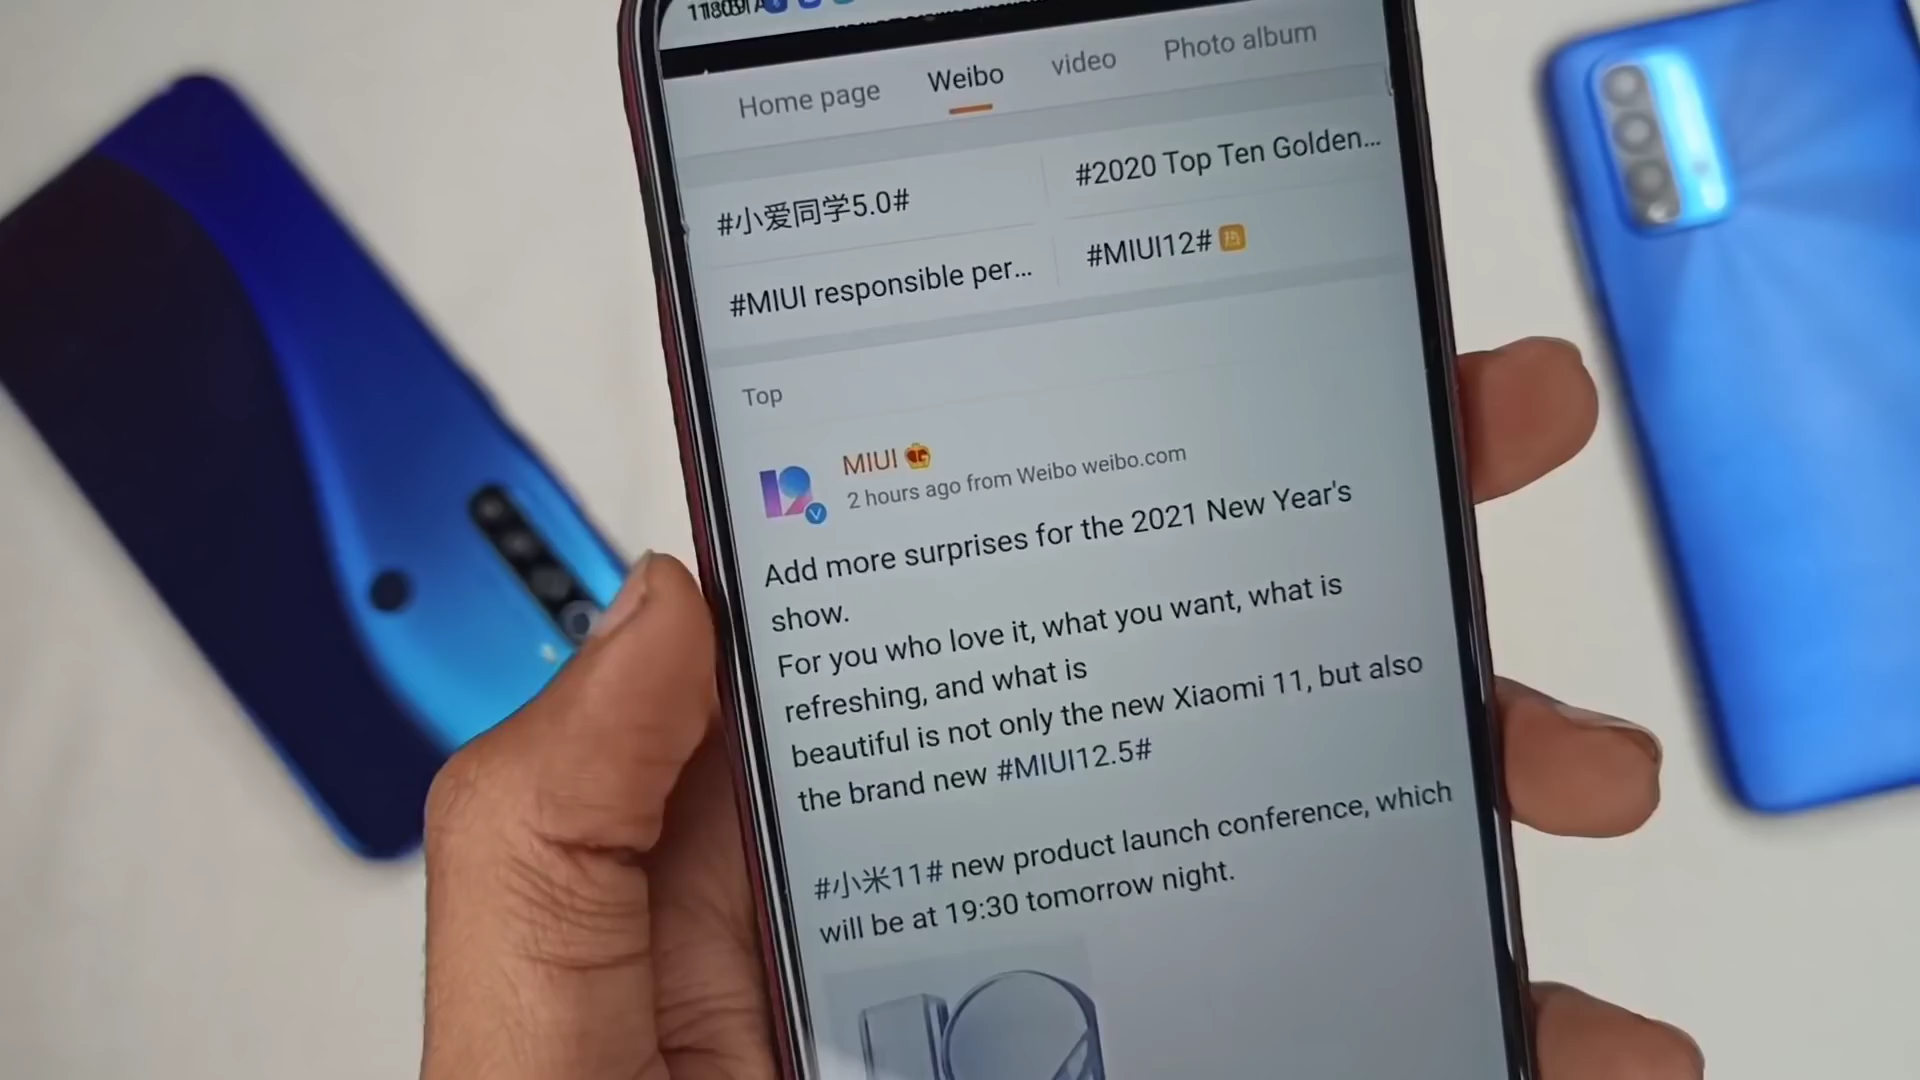 Home page Weibo video Photo album
#小爱同学5.0# #2020 Top Ten Golden...
#MIUI responsible per... #MIUI12# 热
Top
MIUI
2 hours ago from Weibo weibo.com
Add more surprises for the 2021 New Year's
show.
For you who love it, what you want, what is
refreshing, and what is
beautiful is not only the new Xiaomi 11, but also
the brand new #MIUI12.5#
#小米11# new product launch conference, which
will be at 19:30 tomorrow night.